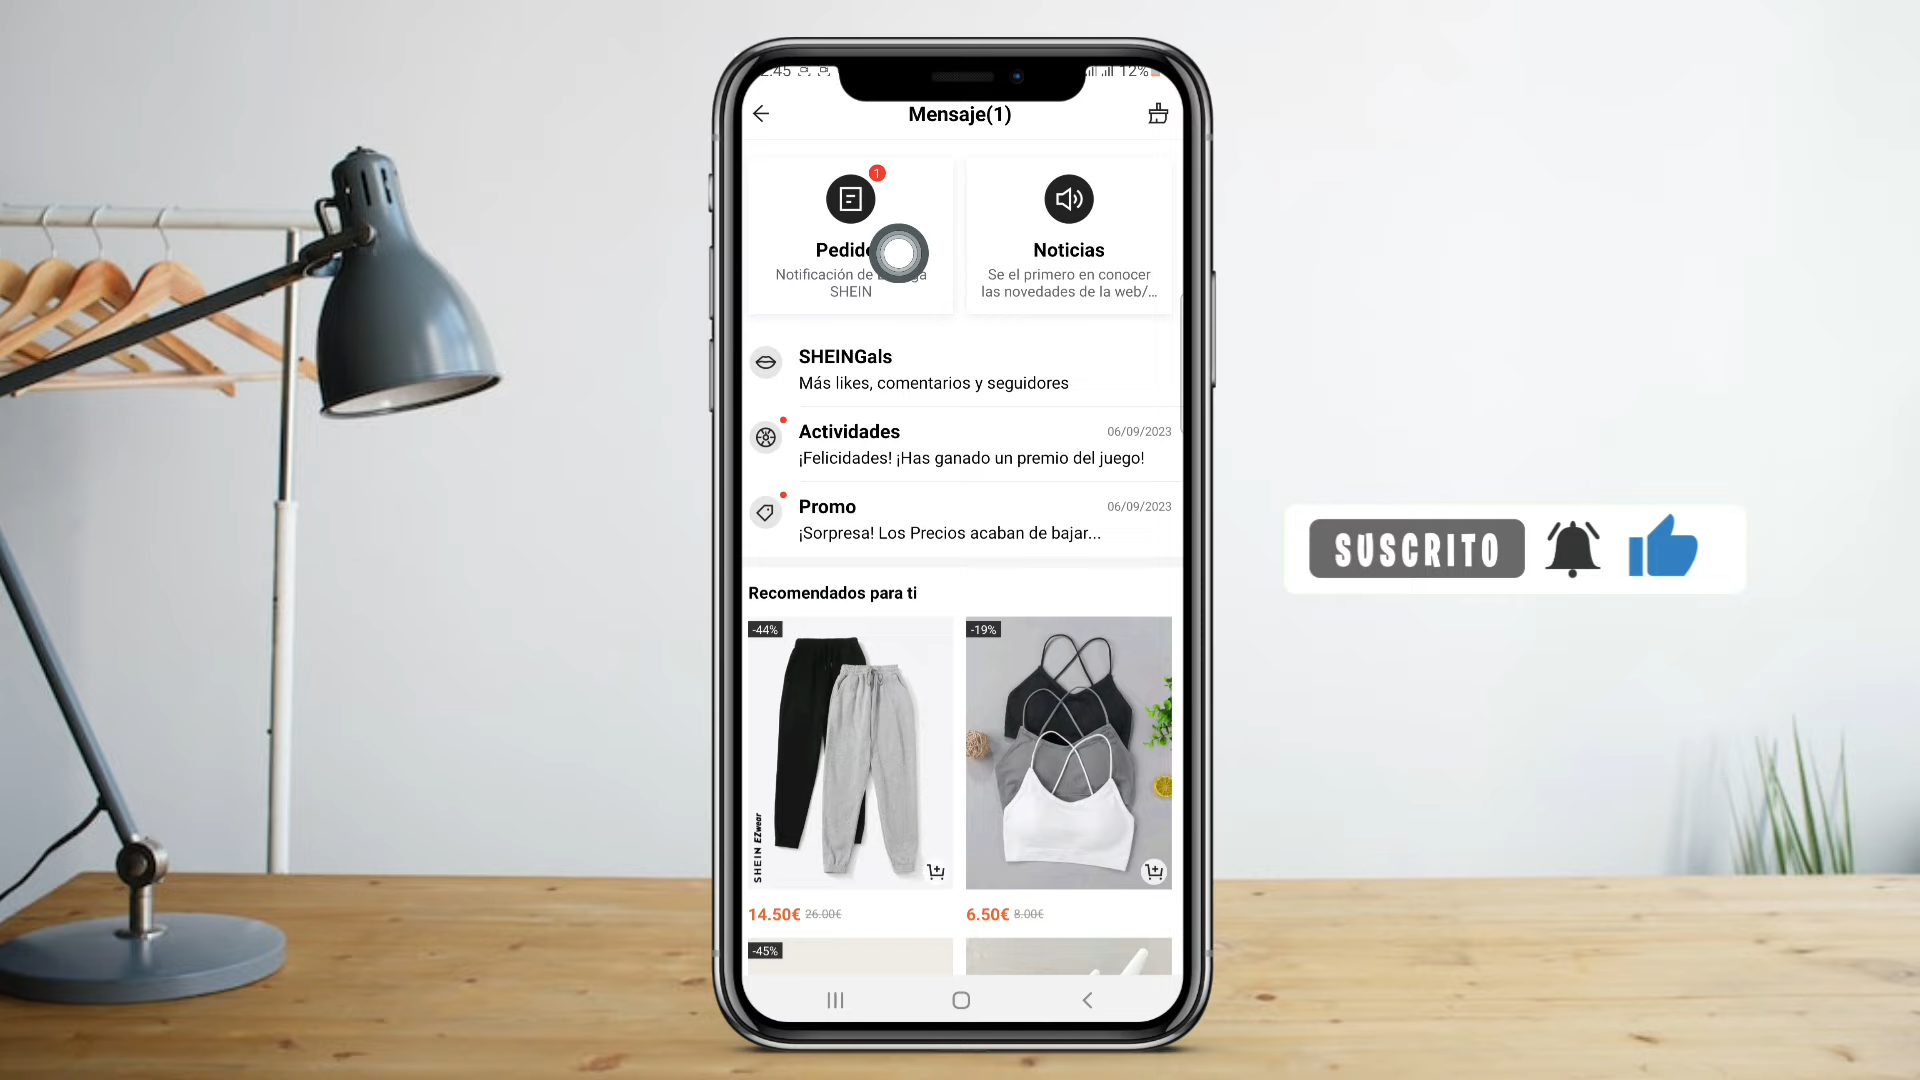 12%
Mensaje(1)
1
Notificación de
SHEIN
Noticias
Se el primero en conocer
las novedades de la web/...
SHEINGals
Más likes, comentarios y seguidores
Actividades
06/09/2023
¡Felicidades! ¡Has ganado un premio del juego!
Promo
06/09/2023
¡Sorpresa! Los Precios acaban de bajar...
SUSCRITO
Recomendados para ti
-44%
-19%
SHEIN EZwear
14.50€ 26.00€
6.50€ 8.00€
-45%